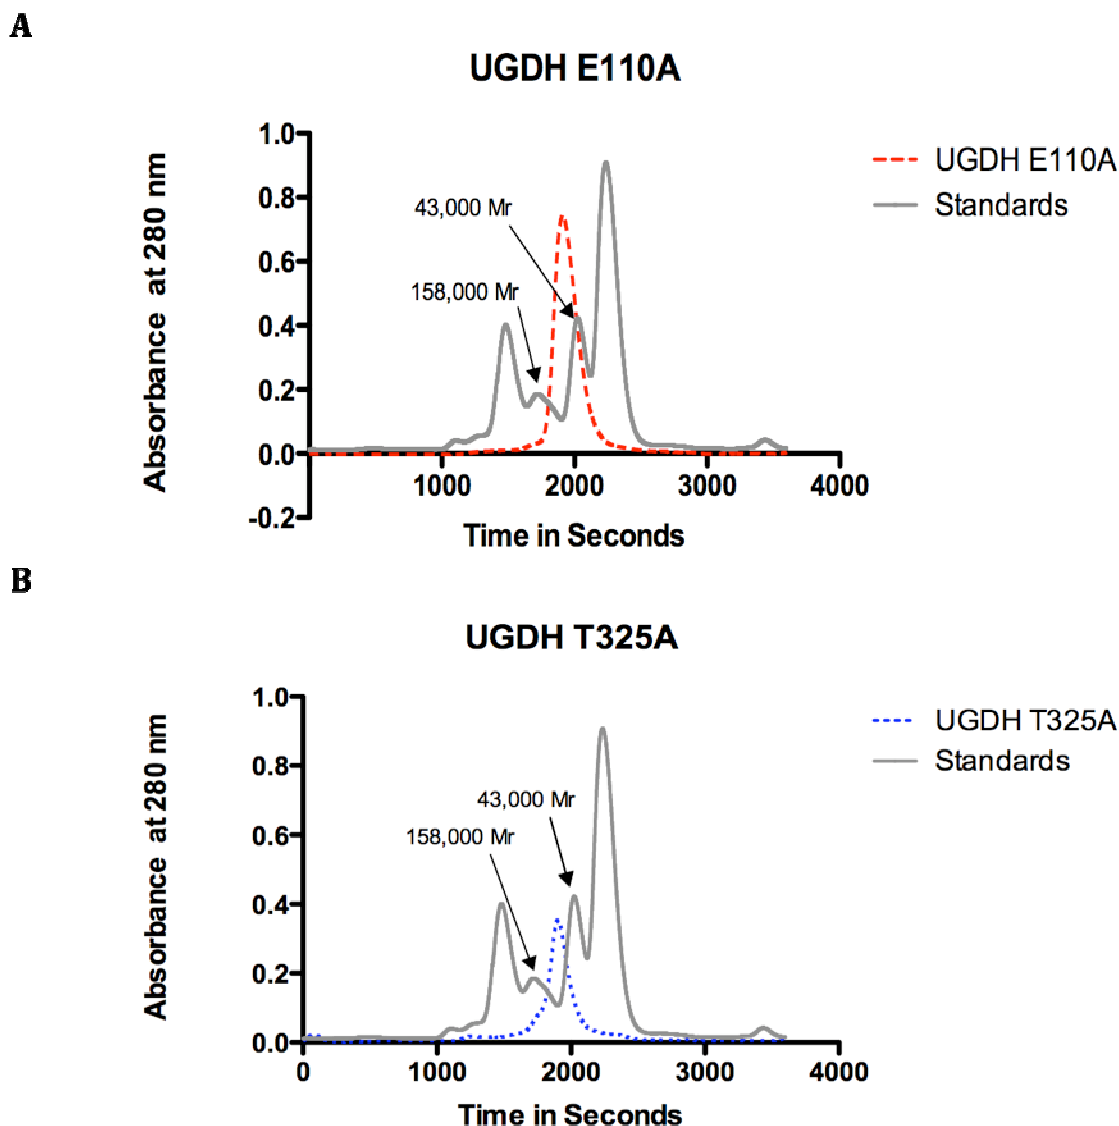 A
UGDH E110A
Absorbance at 280 nm
1.0
0.8
0.6
0.4
0.2
0.0
-0.2
43,000 Mr
158,000 Mr
UGDH E110A
Standards
1000
2000
3000
4000
Time in Seconds
B
UGDH T325A
Absorbance at 280 nm
1.0
0.8
0.6
0.4
0.2
0.0
43,000 Mr
158,000 Mr
UGDH T325A
Standards
0
1000
2000
3000
4000
Time in Seconds